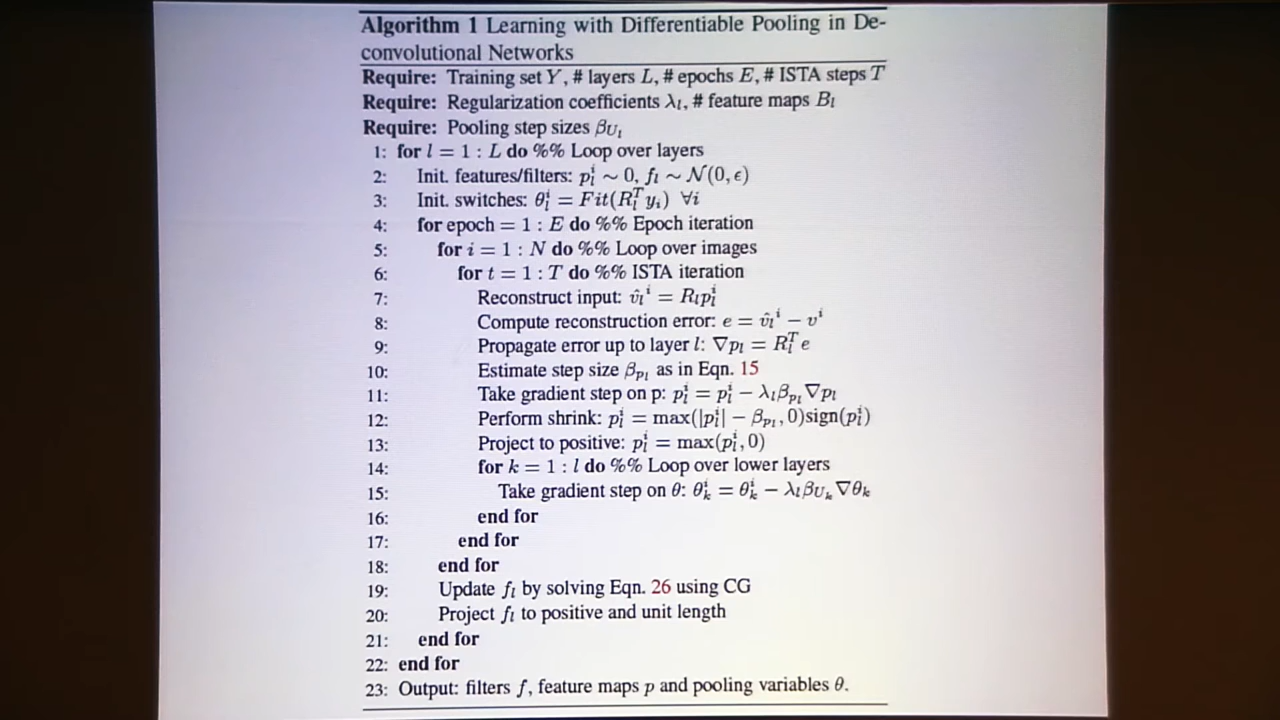 Algorithm 1 Learning with Differentiable Pooling in De-
convolutional Networks
Require: Training set Y, # layers L, # epochs E, # ISTA steps T
Require: Regularization coefficients λ_l, # feature maps B_l
Require: Pooling step sizes β_{U_l}
1: for l = 1 : L do %% Loop over layers
2: Init. features/filters: p_l^i ∼ 0, f_l ∼ N(0, ϵ)
3: Init. switches: θ_l^i = Fit(R_l^T y_i) ∀i
4: for epoch = 1 : E do %% Epoch iteration
5: for i = 1 : N do %% Loop over images
6: for t = 1 : T do %% ISTA iteration
7: Reconstruct input: v̂_l^i = R_l p_l^i
8: Compute reconstruction error: e = v̂_l^i − v^i
9: Propagate error up to layer l: ∇p_l = R_l^T e
10: Estimate step size β_{p_l} as in Eqn. 15
11: Take gradient step on p: p_l^i = p_l^i − λ_l β_{p_l} ∇p_l
12: Perform shrink: p_l^i = max(|p_l^i| − β_{p_l}, 0)sign(p_l^i)
13: Project to positive: p_l^i = max(p_l^i, 0)
14: for k = 1 : l do %% Loop over lower layers
15: Take gradient step on θ: θ_k^i = θ_k^i − λ_l β_{U_k} ∇θ_k
16: end for
17: end for
18: end for
19: Update f_l by solving Eqn. 26 using CG
20: Project f_l to positive and unit length
21: end for
22: end for
23: Output: filters f, feature maps p and pooling variables θ.